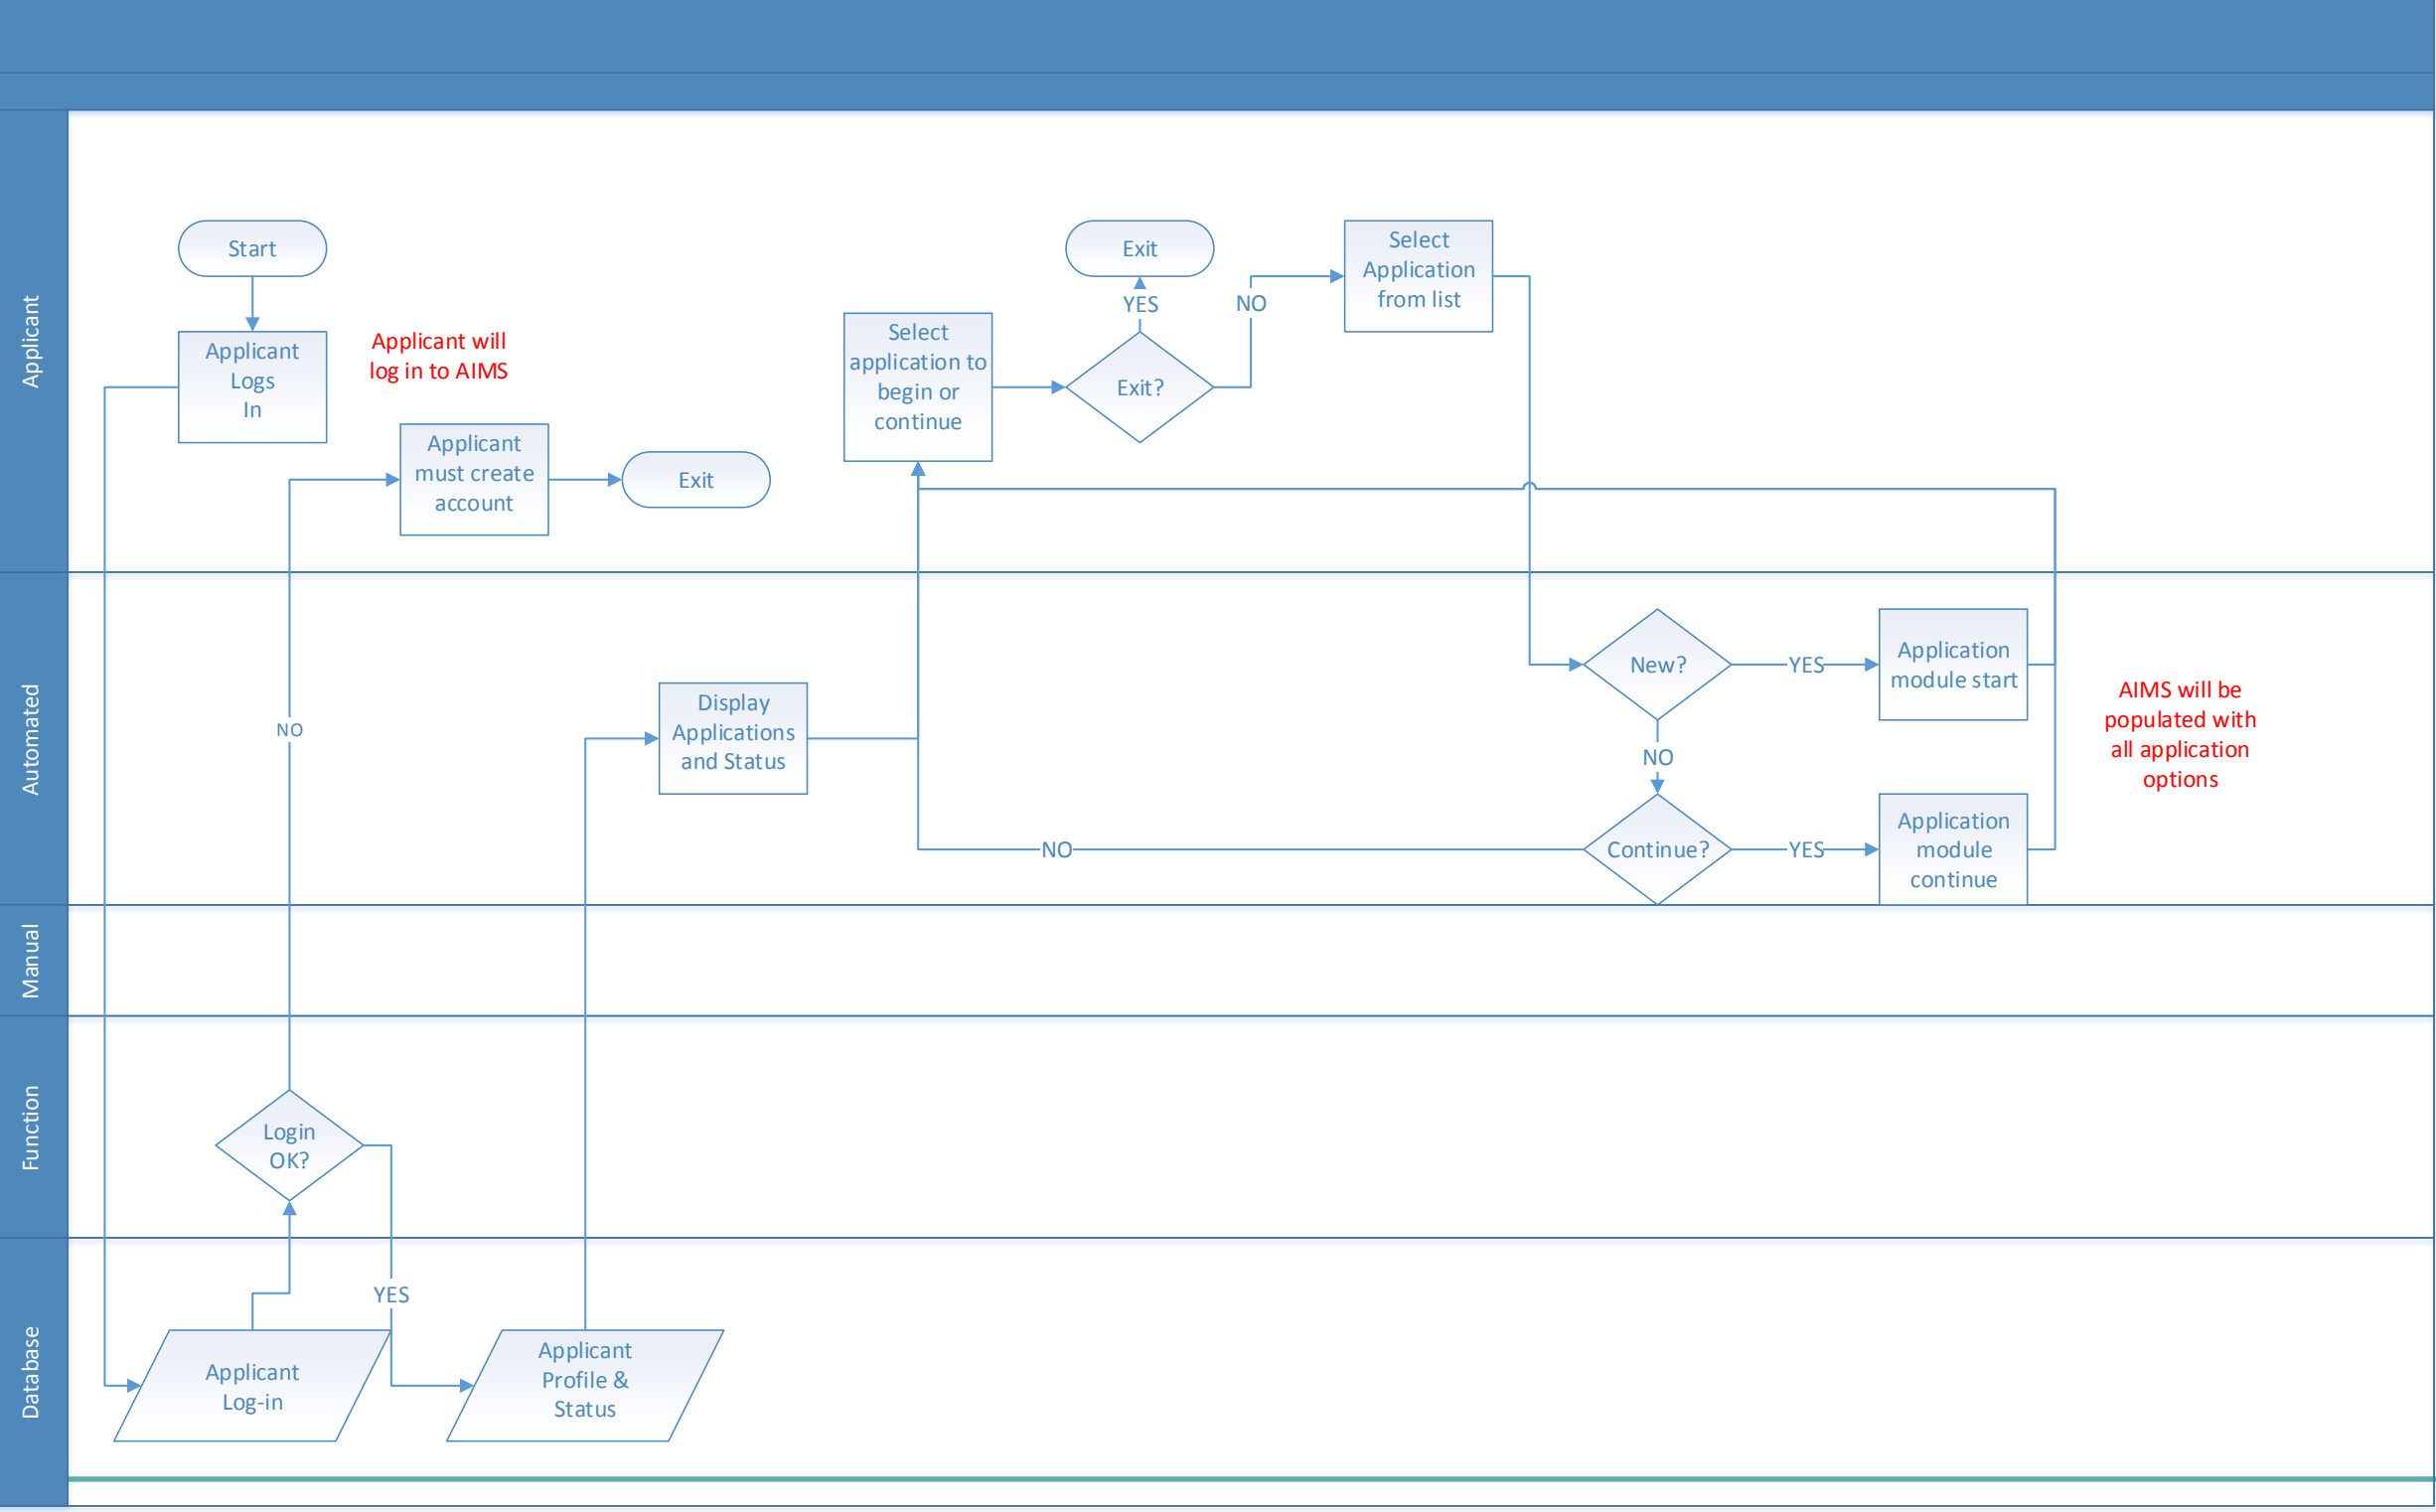 Applicant
Start
Applicant
Logs
In
Applicant will
log in to AIMS
Applicant
must create
account
Exit
Select
application to
begin or
continue
Exit
YES
Exit?
NO
Select
Application
from list
Automated
NO
Display
Applications
and Status
New?
YES
Application
module start
NO
Continue?
YES
Application
module
continue
NO
AIMS will be
populated with
all application
options
Manual
Function
Login
OK?
Database
YES
Applicant
Log-in
Applicant
Profile &
Status